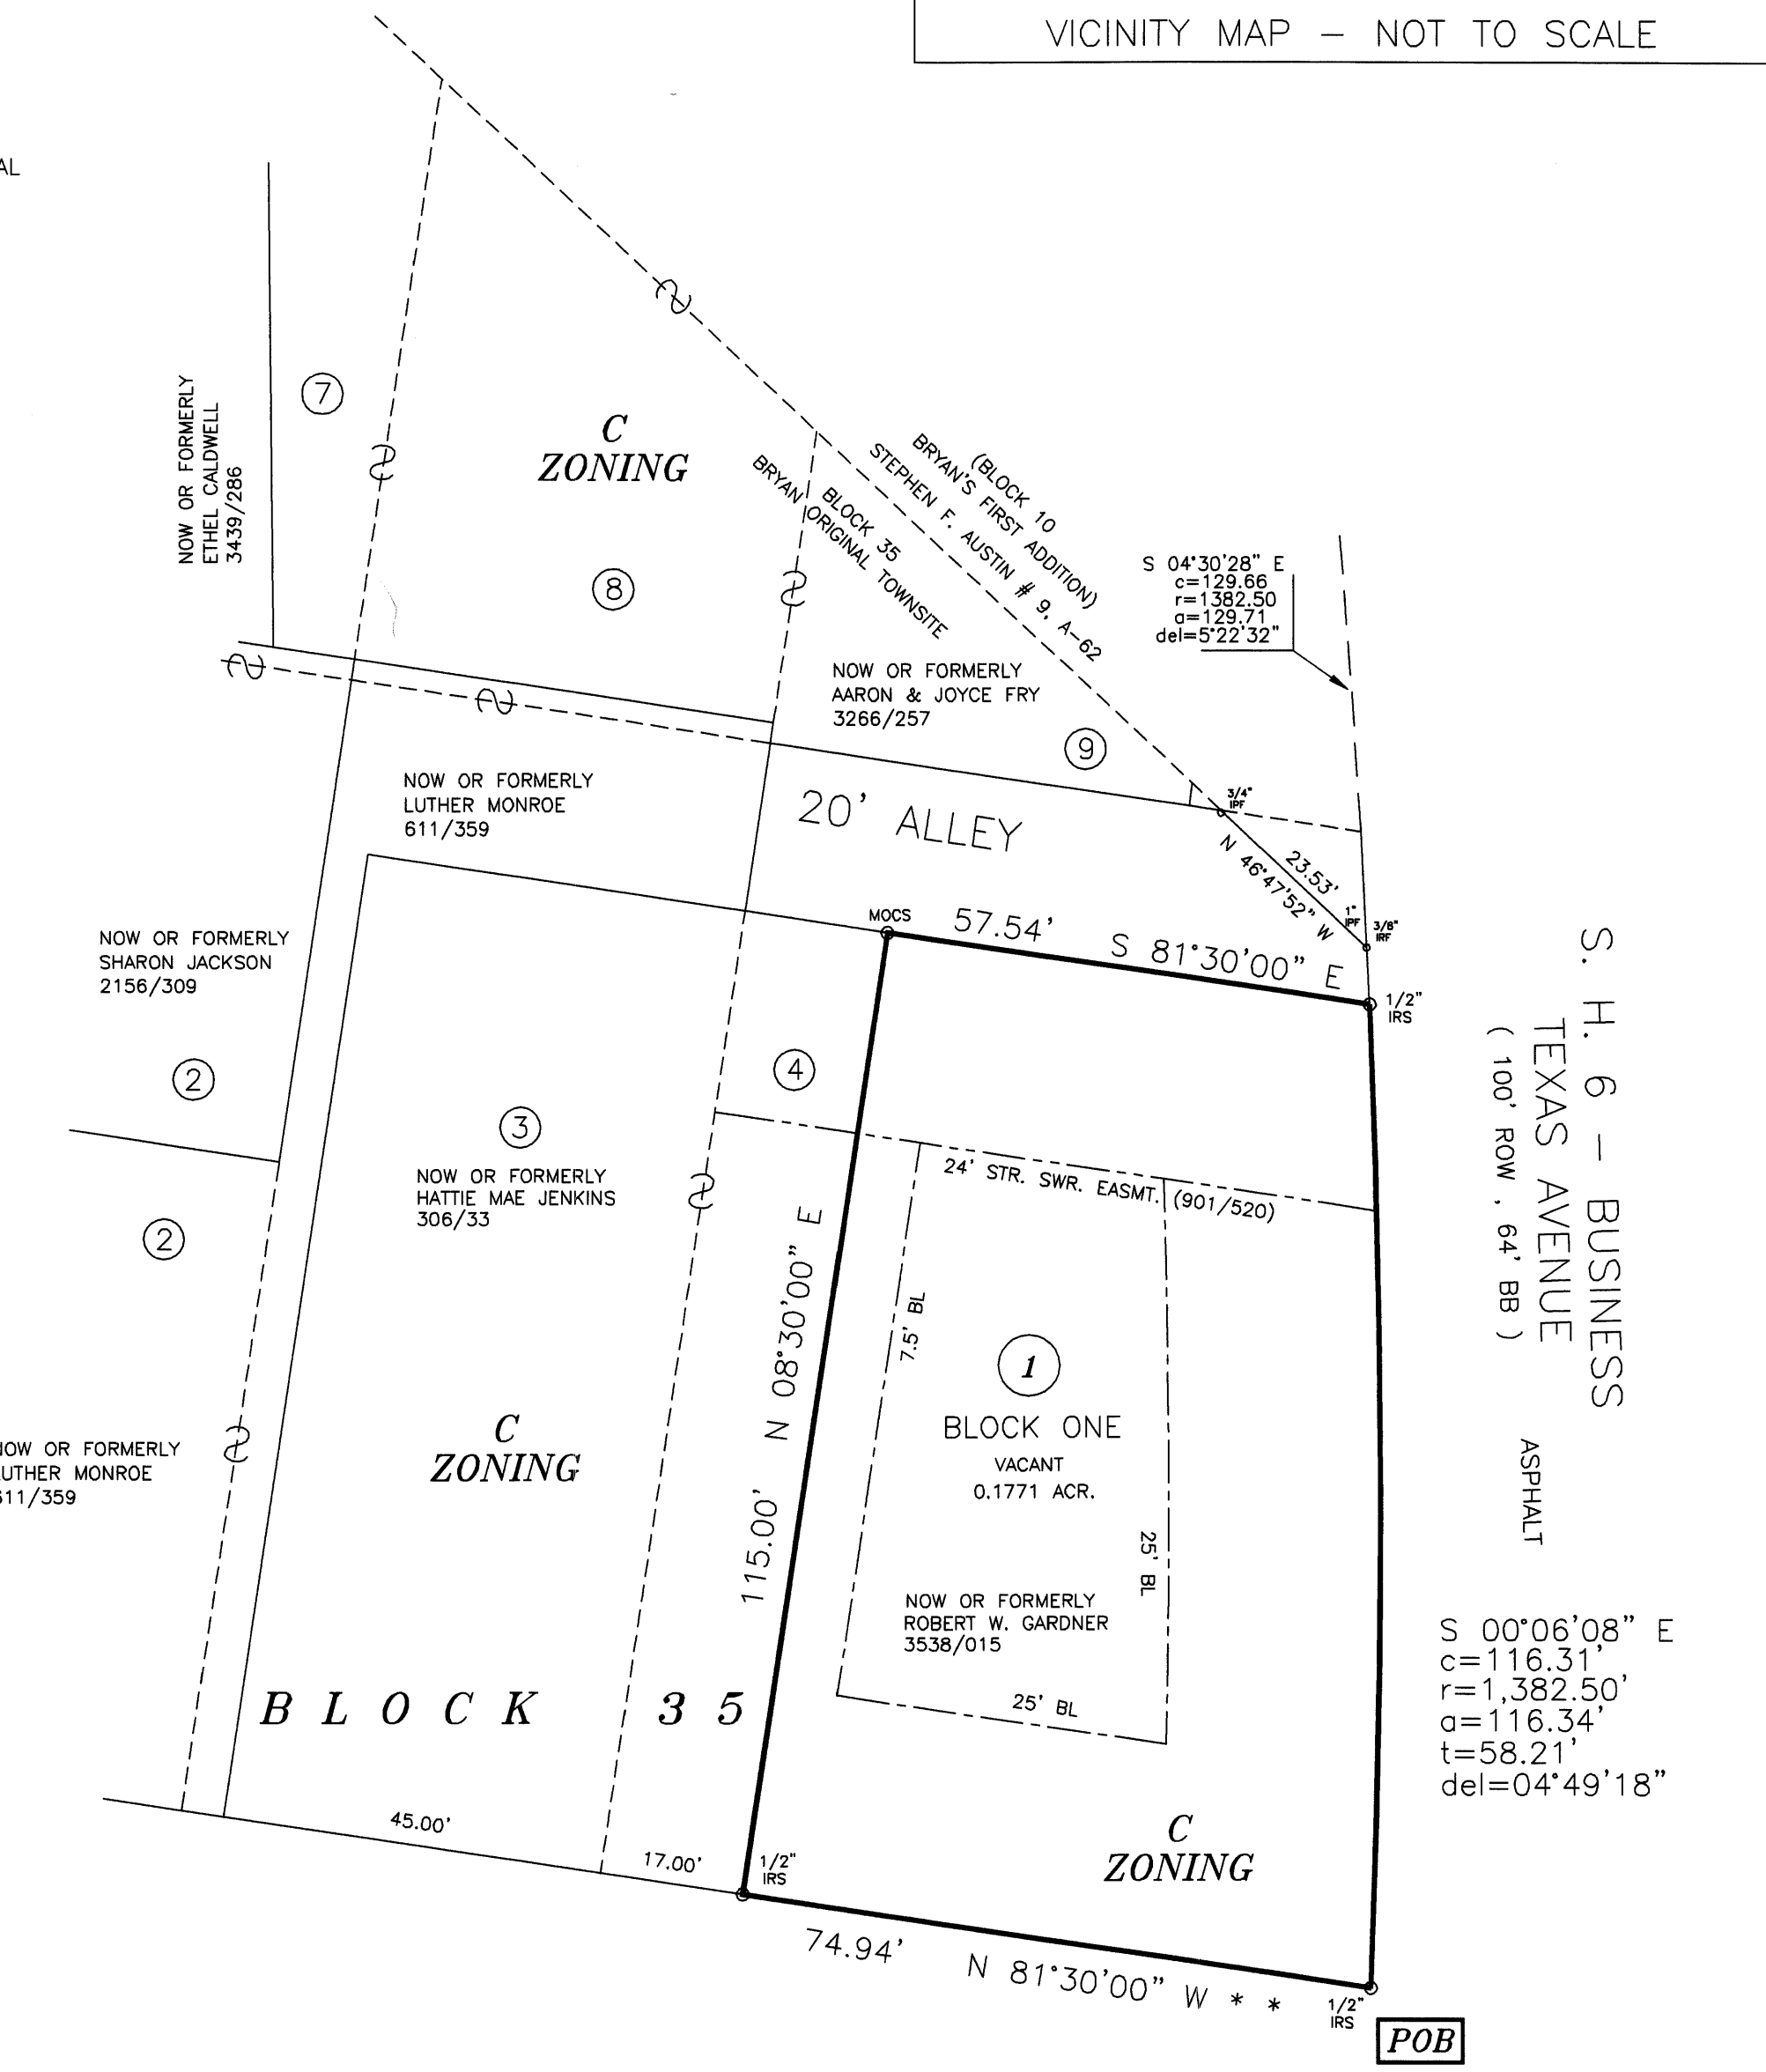 VICINITY MAP – NOT TO SCALE
AL
NOW OR FORMERLY
ETHEL CALDWELL
3439/286
7
C
ZONING
8
(BLOCK 10
BRYAN'S FIRST ADDITION)
STEPHEN F. AUSTIN # 9, A-62
BLOCK 35
BRYAN ORIGINAL TOWNSITE
S 04°30'28" E
c=129.66
r=1382.50
a=129.71
del=5°22'32"
NOW OR FORMERLY
AARON & JOYCE FRY
3266/257
9
NOW OR FORMERLY
LUTHER MONROE
611/359
20' ALLEY
3/4"
IPF
23.53'
N 46°47'52" W
1"
IPF
3/8"
IRF
MOCS
57.54' S 81°30'00" E
1/2"
IRS
NOW OR FORMERLY
SHARON JACKSON
2156/309
2
3
4
NOW OR FORMERLY
HATTIE MAE JENKINS
306/33
2
24' STR. SWR. EASMT. (901/520)
S. H. 6 – BUSINESS
TEXAS AVENUE
( 100' ROW , 64' BB )
ASPHALT
115.00' N 08°30'00" E
7.5' BL
1
BLOCK ONE
VACANT
0.1771 ACR.
25' BL
NOW OR FORMERLY
ROBERT W. GARDNER
3538/015
25' BL
C
ZONING
NOW OR FORMERLY
LUTHER MONROE
611/359
S 00°06'08" E
c=116.31'
r=1,382.50'
a=116.34'
t=58.21'
del=04°49'18"
BLOCK 35
45.00'
17.00'
1/2"
IRS
C
ZONING
74.94' N 81°30'00" W * *
1/2"
IRS
POB